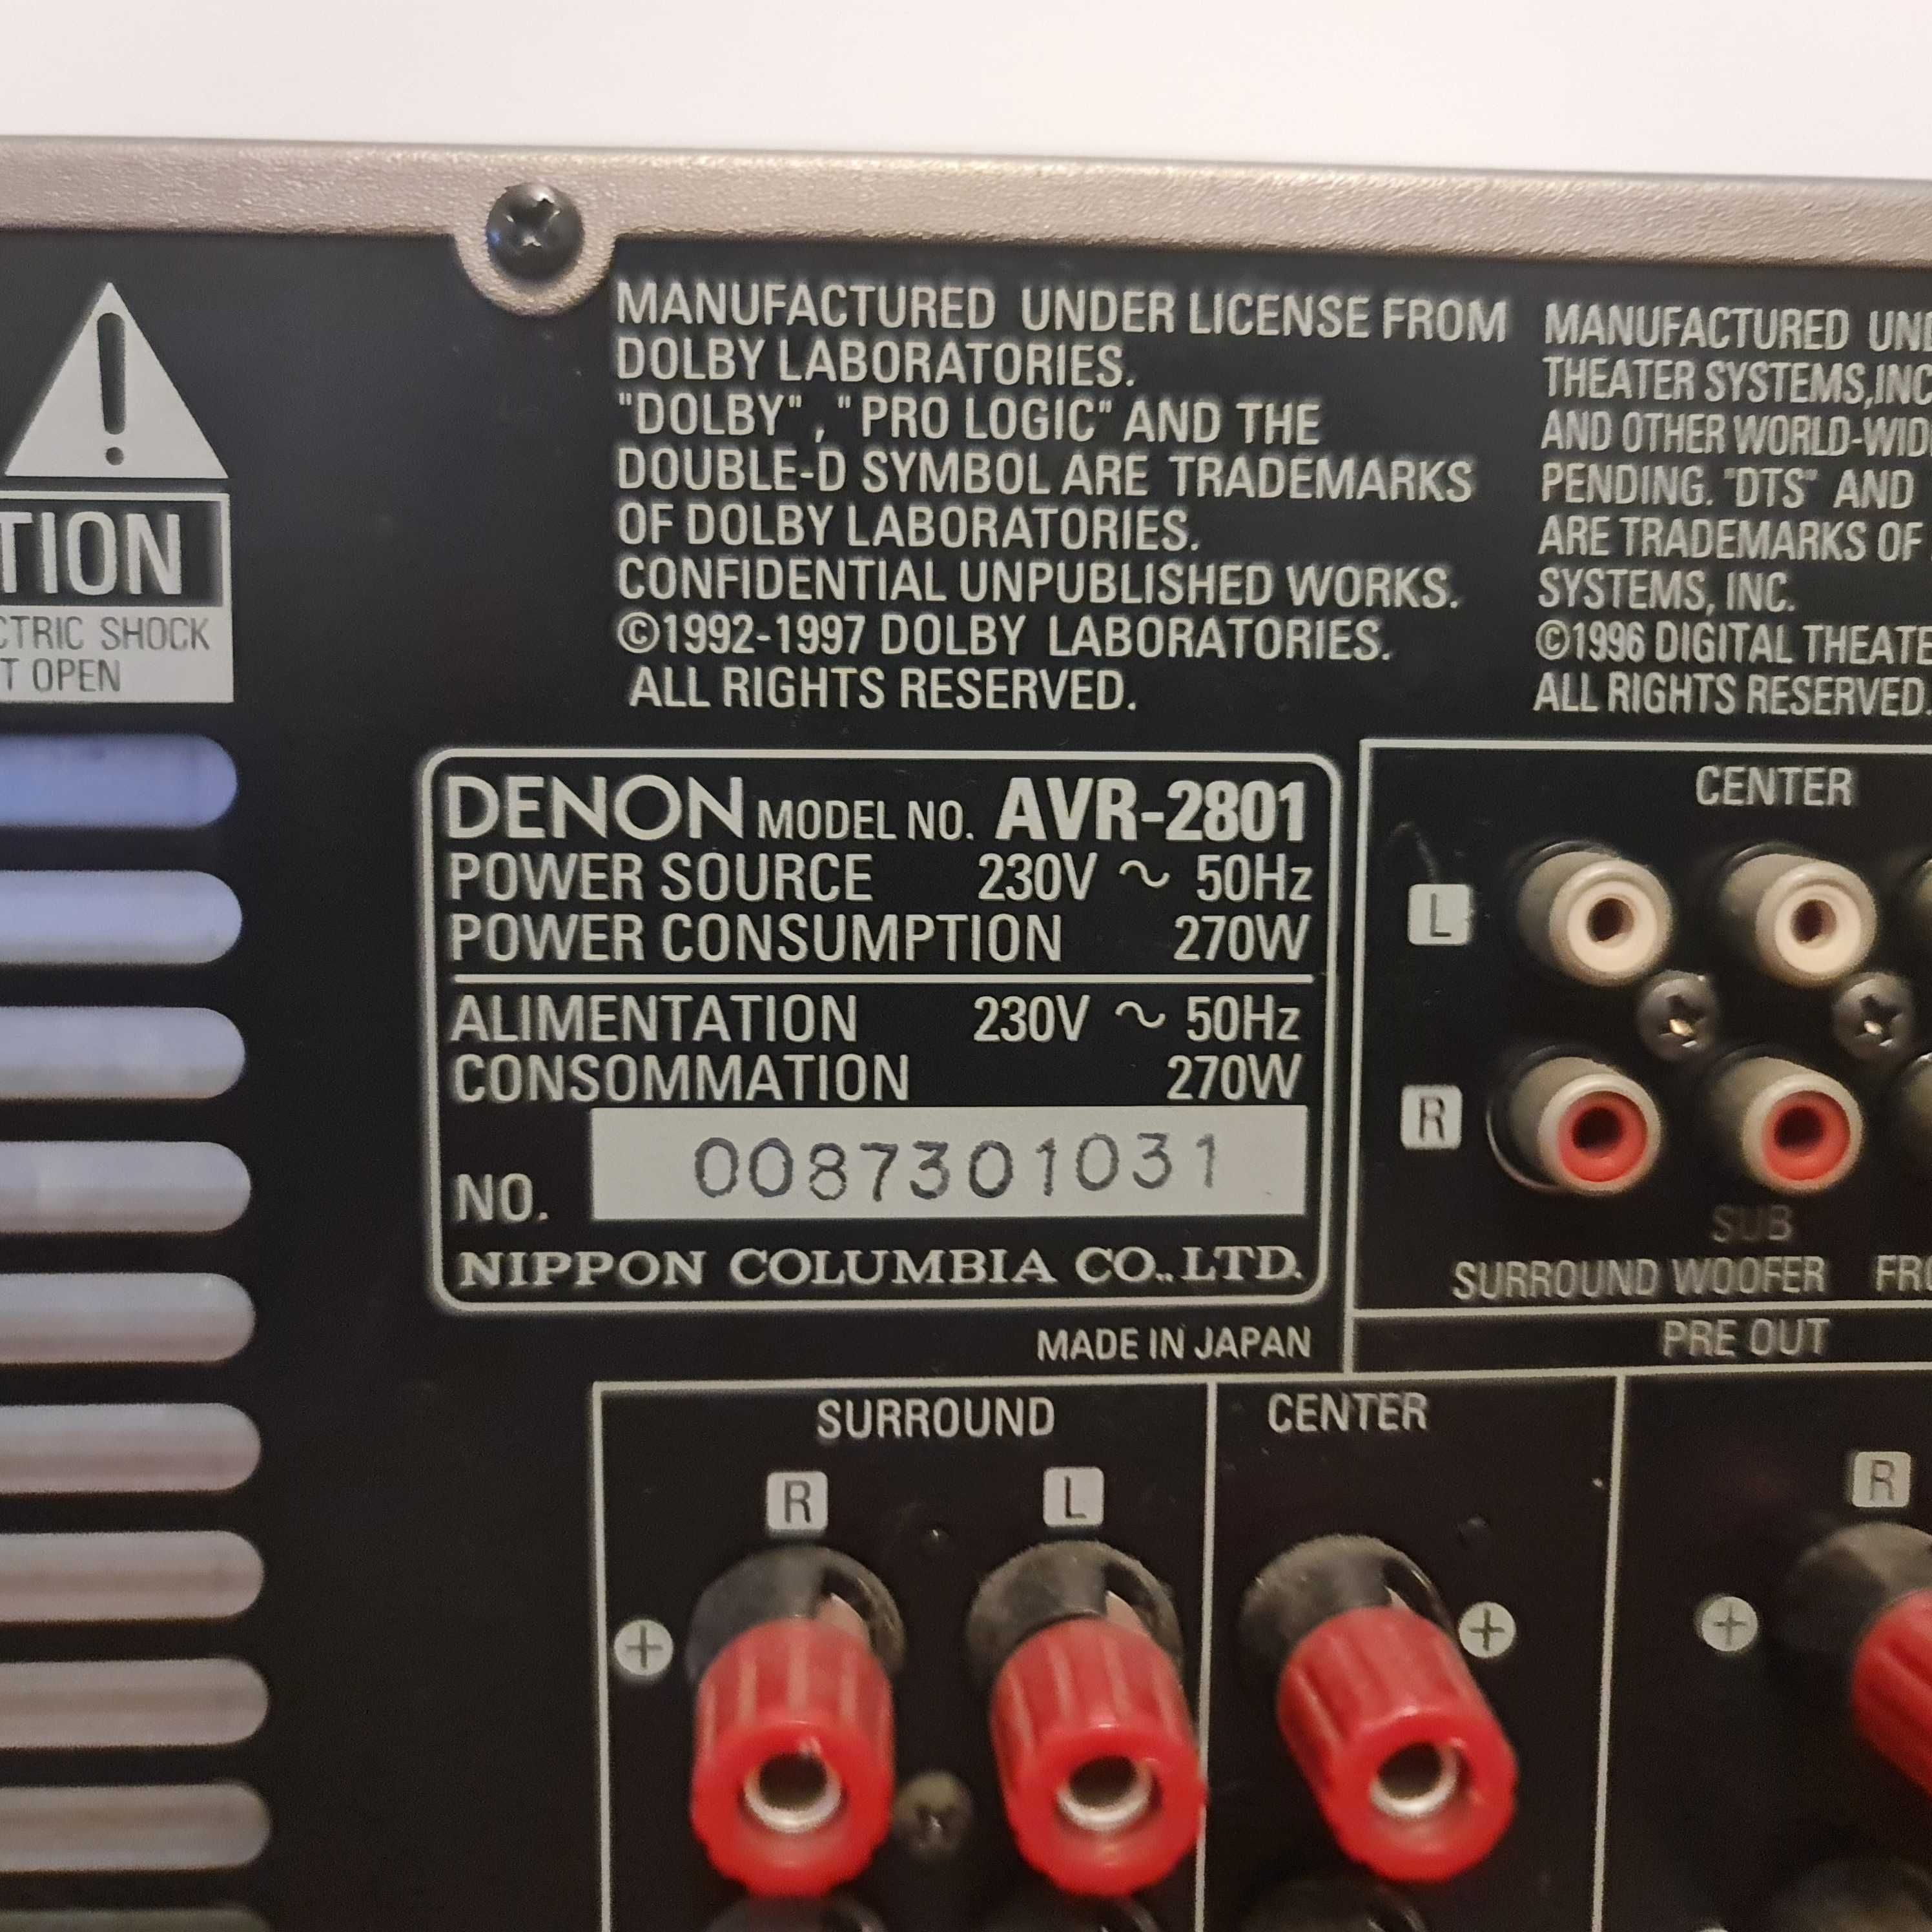 TION
CTRIC SHOCK
T OPEN
MANUFACTURED UNDER LICENSE FROM
DOLBY LABORATORIES.
"DOLBY", "PRO LOGIC" AND THE
DOUBLE-D SYMBOL ARE TRADEMARKS
OF DOLBY LABORATORIES.
CONFIDENTIAL UNPUBLISHED WORKS.
©1992-1997 DOLBY LABORATORIES.
ALL RIGHTS RESERVED.
MANUFACTURED UN
THEATER SYSTEMS,INC
AND OTHER WORLD-WID
PENDING. "DTS" AND
ARE TRADEMARKS OF
SYSTEMS, INC.
©1996 DIGITAL THEATE
ALL RIGHTS RESERVED.
DENON MODEL NO. AVR-2801
POWER SOURCE 230V ~ 50Hz
POWER CONSUMPTION 270W
ALIMENTATION 230V ~ 50Hz
CONSOMMATION 270W
NO. 0087301031
NIPPON COLUMBIA CO.,LTD.
MADE IN JAPAN
CENTER
L
R
SUB
SURROUND WOOFER FRO
PRE OUT
SURROUND
R L
+
CENTER
+
R
+